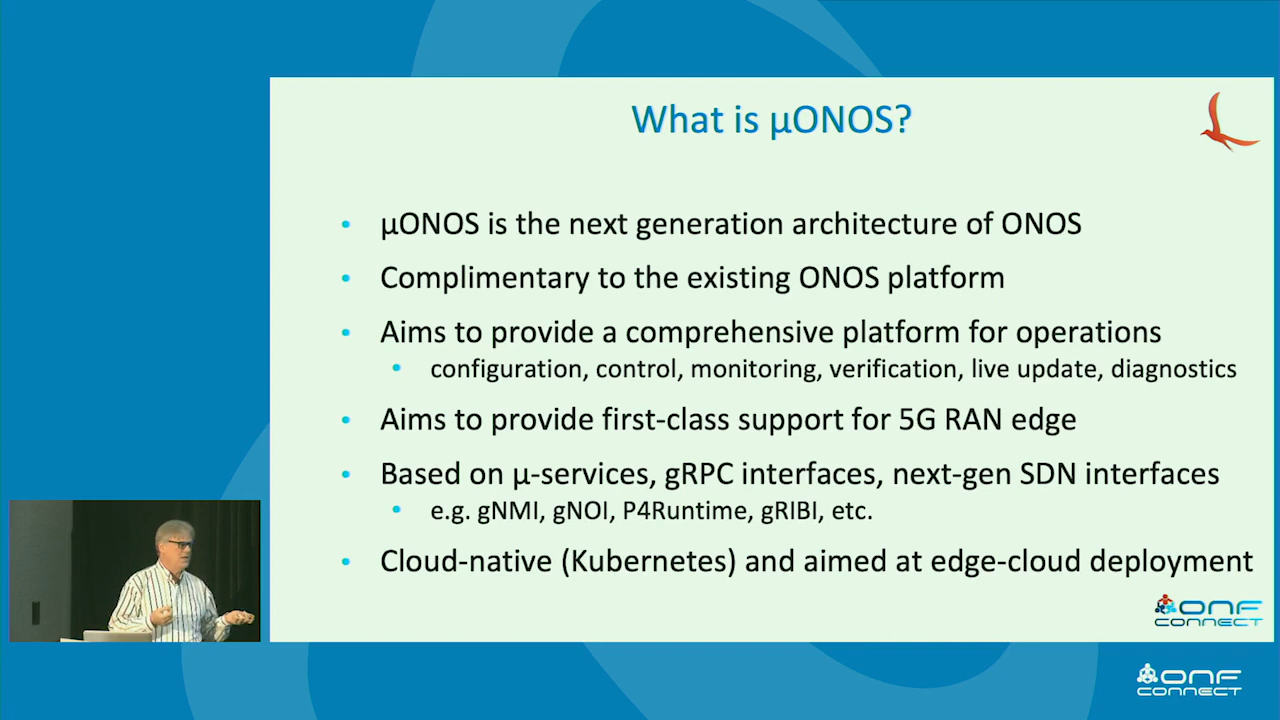 What is µONOS?
• µONOS is the next generation architecture of ONOS
• Complimentary to the existing ONOS platform
• Aims to provide a comprehensive platform for operations
• configuration, control, monitoring, verification, live update, diagnostics
• Aims to provide first-class support for 5G RAN edge
• Based on µ-services, gRPC interfaces, next-gen SDN interfaces
• e.g. gNMI, gNOI, P4Runtime, gRIBI, etc.
• Cloud-native (Kubernetes) and aimed at edge-cloud deployment
ONF
CONNECT
ONF
CONNECT